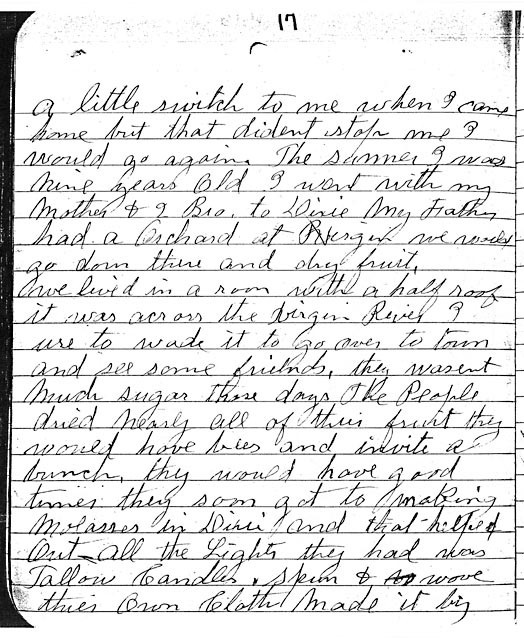 17
a little switch to me when I came
home but that dident stop me I
would go again. The summer I was
Nine years Old I went with my
Mother & 2 Bro. to Dixie My Father
had a Orchard at Virgin we would
go down there and dry fruit,
we lived in a room with a half roof
it was across the Virgin River I
use to wade it to go over to town
and see some friends, they wasent
Much sugar those days The People
dried nearly all of thier fruit they
would have bees and invite a
bunch, they would have good
times they soon got to making
Molasses in Dixie and that helped
Out all the Lights they had was
Tallow Candles. spun & wove
thier Own Cloth Made it by